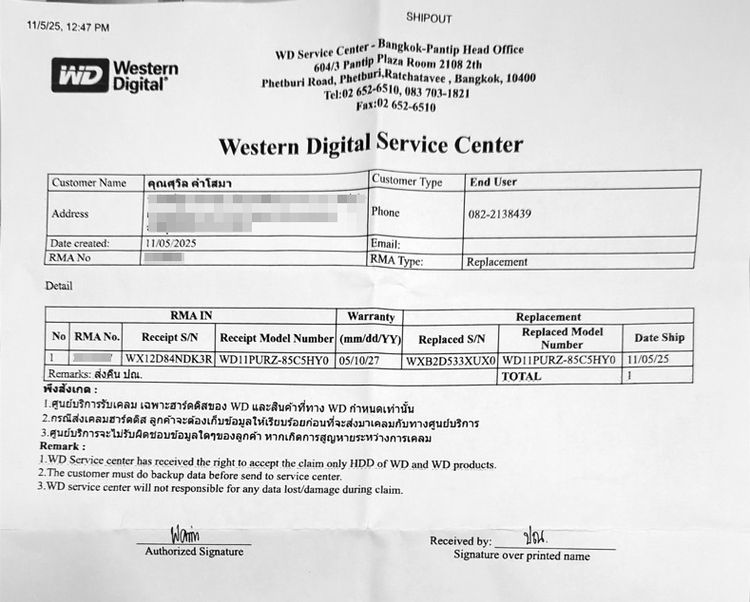 SHIPOUT
11/5/25, 12:47 PM
WD Western Digital®
WD Service Center - Bangkok-Pantip Head Office
604/3 Pantip Plaza Room 2108 2th
Phetburi Road, Phetburi,Ratchatavee , Bangkok, 10400
Tel:02 652-6510, 083 703-1821
Fax:02 652-6510
Western Digital Service Center
Customer Name คุณศุวิล คำโสมา Customer Type End User
Address Phone 082-2138439
Date created: 11/05/2025 Email:
RMA No RMA Type: Replacement
Detail
RMA IN Warranty Replacement
No RMA No. Receipt S/N Receipt Model Number (mm/dd/YY) Replaced S/N Replaced Model Number Date Ship
1 WX12D84NDK3R WD11PURZ-85C5HY0 05/10/27 WXB2D533XUX0 WD11PURZ-85C5HY0 11/05/25
Remarks: ส่งคืน ปณ. TOTAL 1
พึงสังเกต :
1.ศูนย์บริการรับเคลม เฉพาะฮาร์ดดิสของ WD และสินค้าที่ทาง WD กำหนดเท่านั้น
2.กรณีส่งเคลมฮาร์ดดิส ลูกค้าจะต้องเก็บข้อมูลให้เรียบร้อยก่อนที่จะส่งมาเคลมกับทางศูนย์บริการ
3.ศูนย์บริการจะไม่รับผิดชอบข้อมูลใดๆของลูกค้า หากเกิดการสูญหายระหว่างการเคลม
Remark :
1.WD Service center has received the right to accept the claim only HDD of WD and WD products.
2.The customer must do backup data before send to service center.
3.WD service center will not responsible for any data lost/damage during claim.
Authorized Signature
Received by: ปณ.
Signature over printed name